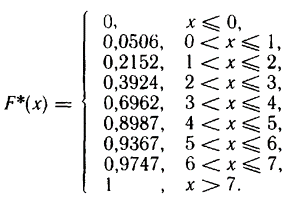 0, x ⩽ 0,
0,0506, 0 < x ⩽ 1,
0,2152, 1 < x ⩽ 2,
0,3924, 2 < x ⩽ 3,
F*(x) = 0,6962, 3 < x ⩽ 4,
0,8987, 4 < x ⩽ 5,
0,9367, 5 < x ⩽ 6,
0,9747, 6 < x ⩽ 7,
1 , x > 7.